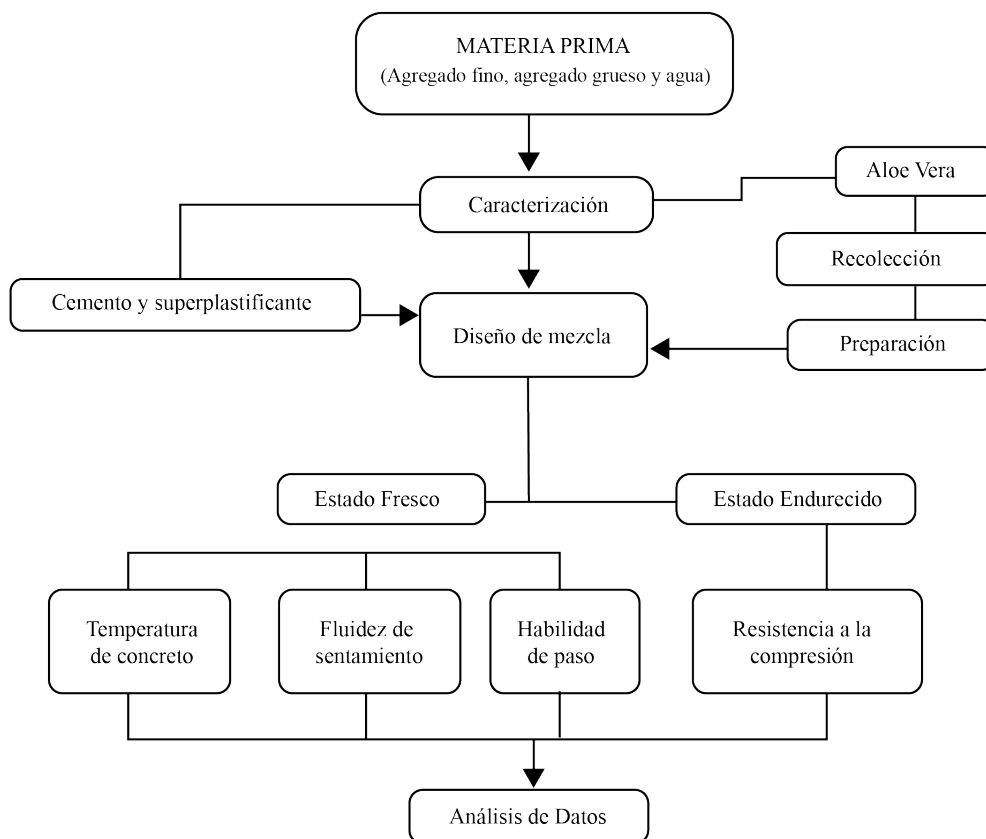 MATERIA PRIMA
(Agregado fino, agregado grueso y agua)
Aloe Vera
Caracterización
Recolección
Cemento y superplastificante
Diseño de mezcla
Preparación
Estado Fresco
Estado Endurecido
Temperatura
de concreto
Fluidez de
sentamiento
Habilidad
de paso
Resistencia a la
compresión
Análisis de Datos